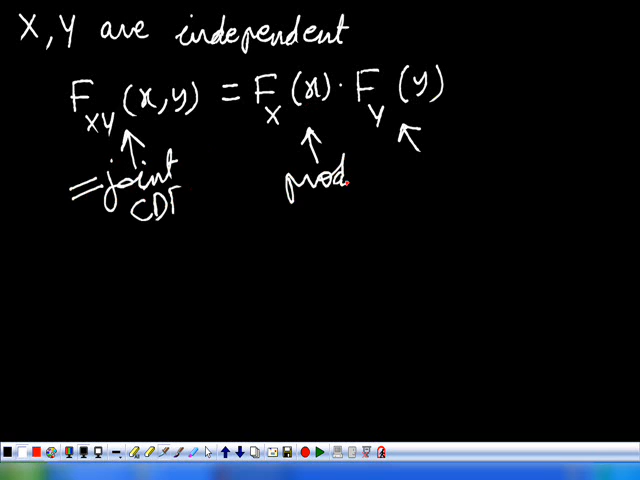 X, Y are independent
F_XY (x, y) = F_X (x) · F_Y (y)
= joint prod
CDF